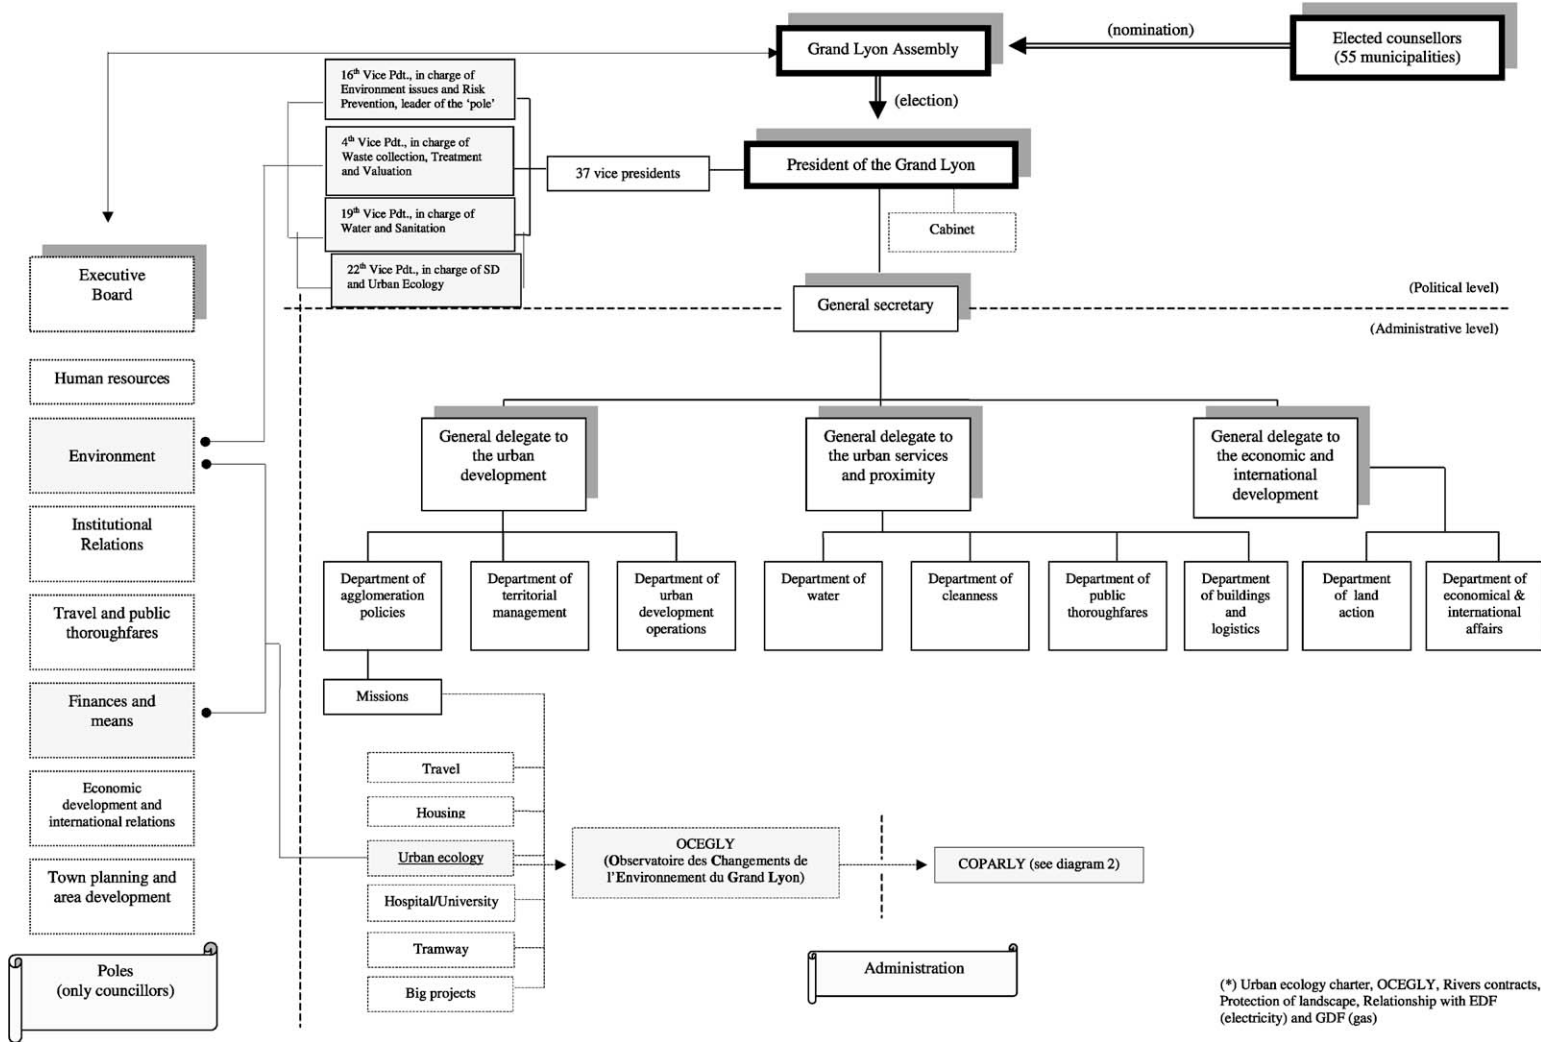 Grand Lyon Assembly
(nomination)
Elected counsellors
(55 municipalities)
(election)
16th Vice Pdt., in charge of
Environment issues and Risk
Prevention, leader of the ‘pole’
4th Vice Pdt., in charge of
Waste collection, Treatment
and Valuation
19th Vice Pdt., in charge of
Water and Sanitation
22th Vice Pdt., in charge of SD
and Urban Ecology
37 vice presidents
President of the Grand Lyon
Cabinet
General secretary
(Political level)
(Administrative level)
Executive
Board
Human resources
Environment
Institutional
Relations
Travel and public
thoroughfares
Finances and
means
Economic
development and
international relations
Town planning and
area development
Poles
(only councillors)
General delegate to
the urban
development
General delegate to
the urban services
and proximity
General delegate to
the economic and
international
development
Department of
agglomeration
policies
Department of
territorial
management
Department of
urban
development
operations
Department of
water
Department of
cleanness
Department of
public
thoroughfares
Department
of buildings
and
logistics
Department
of land
action
Department of
economical &
international
affairs
Missions
Travel
Housing
Urban ecology
Hospital/University
Tramway
Big projects
OCEGLY
(Observatoire des Changements de
l’Environnement du Grand Lyon)
COPARLY (see diagram 2)
Administration
(*) Urban ecology charter, OCEGLY, Rivers contracts,
Protection of landscape, Relationship with EDF
(electricity) and GDF (gas)